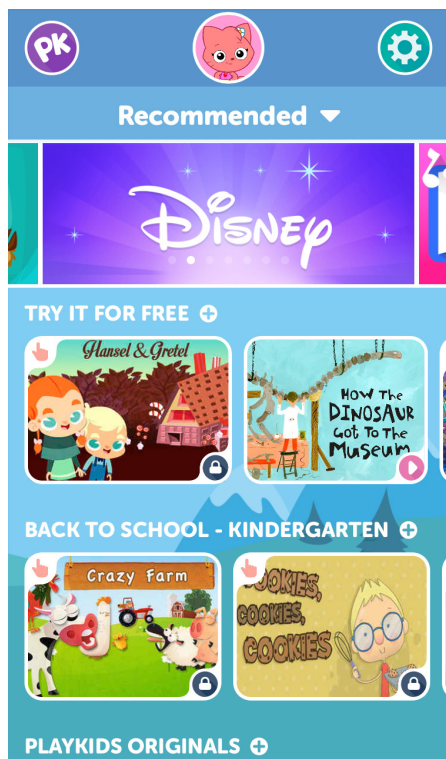 PK
Recommended
Disney
TRY IT FOR FREE
Hansel & Gretel
HOW THE
DINOSAUR
GOT TO THE
MUSEUM
BACK TO SCHOOL - KINDERGARTEN
Crazy Farm
COOKIES,
COOKIES,
COOKIES
PLAYKIDS ORIGINALS